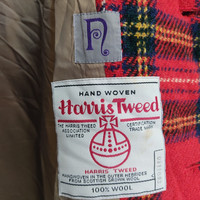 n
HAND WOVEN
Harris Tweed
THE HARRIS TWEED ASSOCIATION LIMITED
CERTIFICATION TRADE MARK
HARRIS TWEED
HANDWOVEN IN THE OUTER HEBRIDES
FROM SCOTTISH GROWN WOOL
100% WOOL